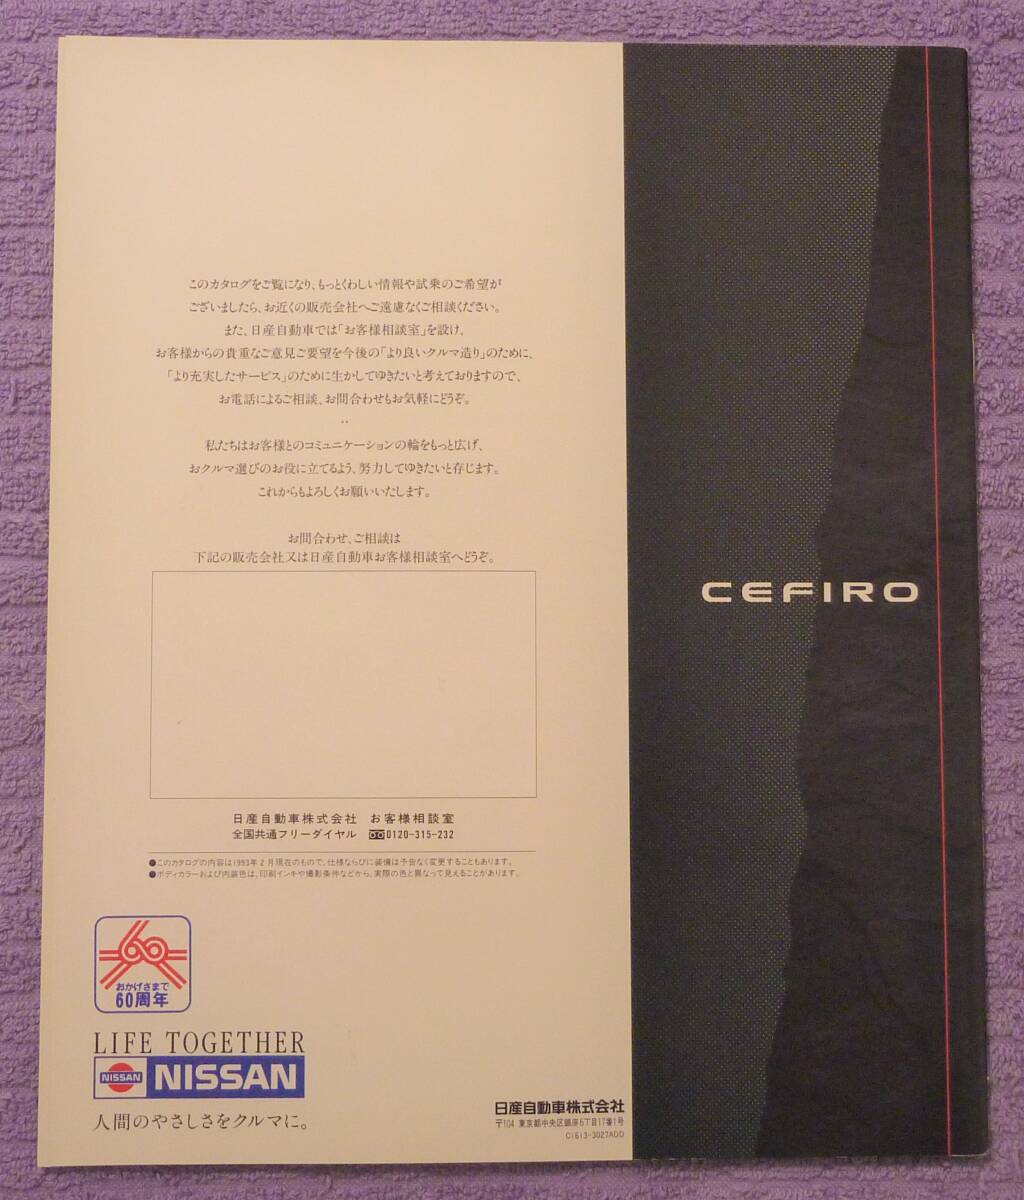 このカタログをご覧になり、もっとくわしい情報や試乗のご希望が
ございましたら、お近くの販売会社へご遠慮なくご相談ください。
また、日産自動車では「お客様相談室」を設け、
お客様からの貴重なご意見ご要望を今後の「より良いクルマ造り」のために、
「より充実したサービス」のために生かしてゆきたいと考えておりますので、
お電話によるご相談、お問合わせもお気軽にどうぞ。
私たちはお客様とのコミュニケーションの輪をもっと広げ、
おクルマ選びのお役に立てるよう、努力してゆきたいと存じます。
これからもよろしくお願いいたします。
お問合わせ、ご相談は
下記の販売会社又は日産自動車お客様相談室へどうぞ。
日産自動車株式会社 お客様相談室
全国共通フリーダイヤル 0120-315-232
●このカタログの内容は1993年2月現在のもので、仕様ならびに装備は予告なく変更することもあります。
●ボディカラーおよび内装色は、印刷インキや撮影条件などから、実際の色と異なって見えることがあります。
60
おかげさまで
60周年
LIFE TOGETHER
NISSAN NISSAN
人間のやさしさをクルマに。
日産自動車株式会社
〒104 東京都中央区銀座6丁目17番1号
C(6)3-3027ADD
CEFIRO